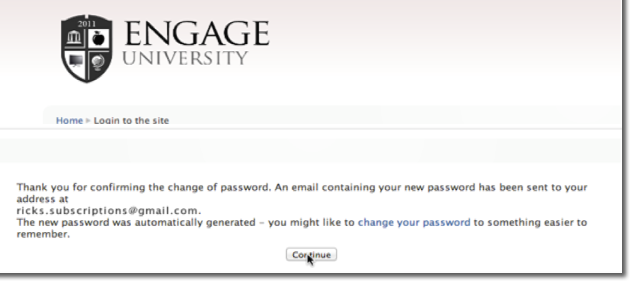 2011
ENGAGE
UNIVERSITY
Home ► Login to the site
Thank you for confirming the change of password. An email containing your new password has been sent to your
address at
ricks.subscriptions@gmail.com.
The new password was automatically generated – you might like to change your password to something easier to
remember.
Continue